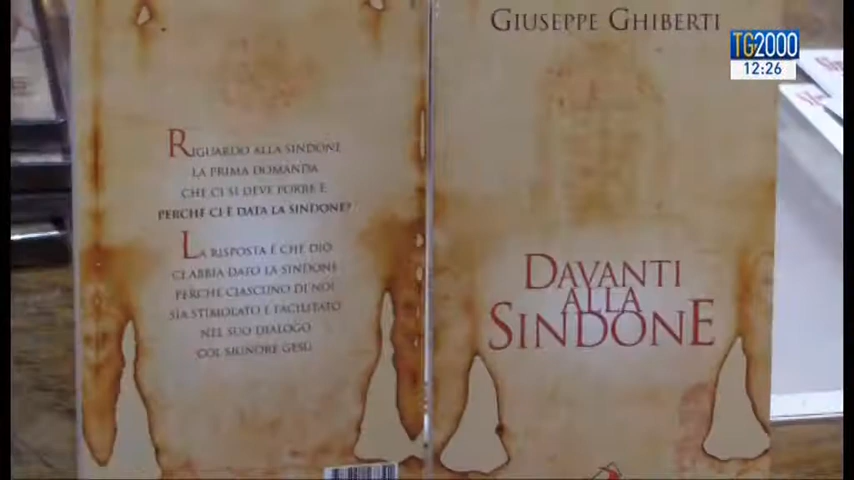 RIGUARDO ALLA SINDONE
LA PRIMA DOMANDA
CHE CI SI DEVE PORRE È
PERCHÉ CI È DATA LA SINDONE?
LA RISPOSTA È CHE DIO
CI ABBIA DATO LA SINDONE
PERCHÉ CIASCUNO DI NOI
SIA STIMOLATO E FACILITATO
NEL SUO DIALOGO
COL SIGNORE GESÙ
GIUSEPPE GHIBERTI
DAVANTI
ALLA
SINDONE
TG2000
12:26